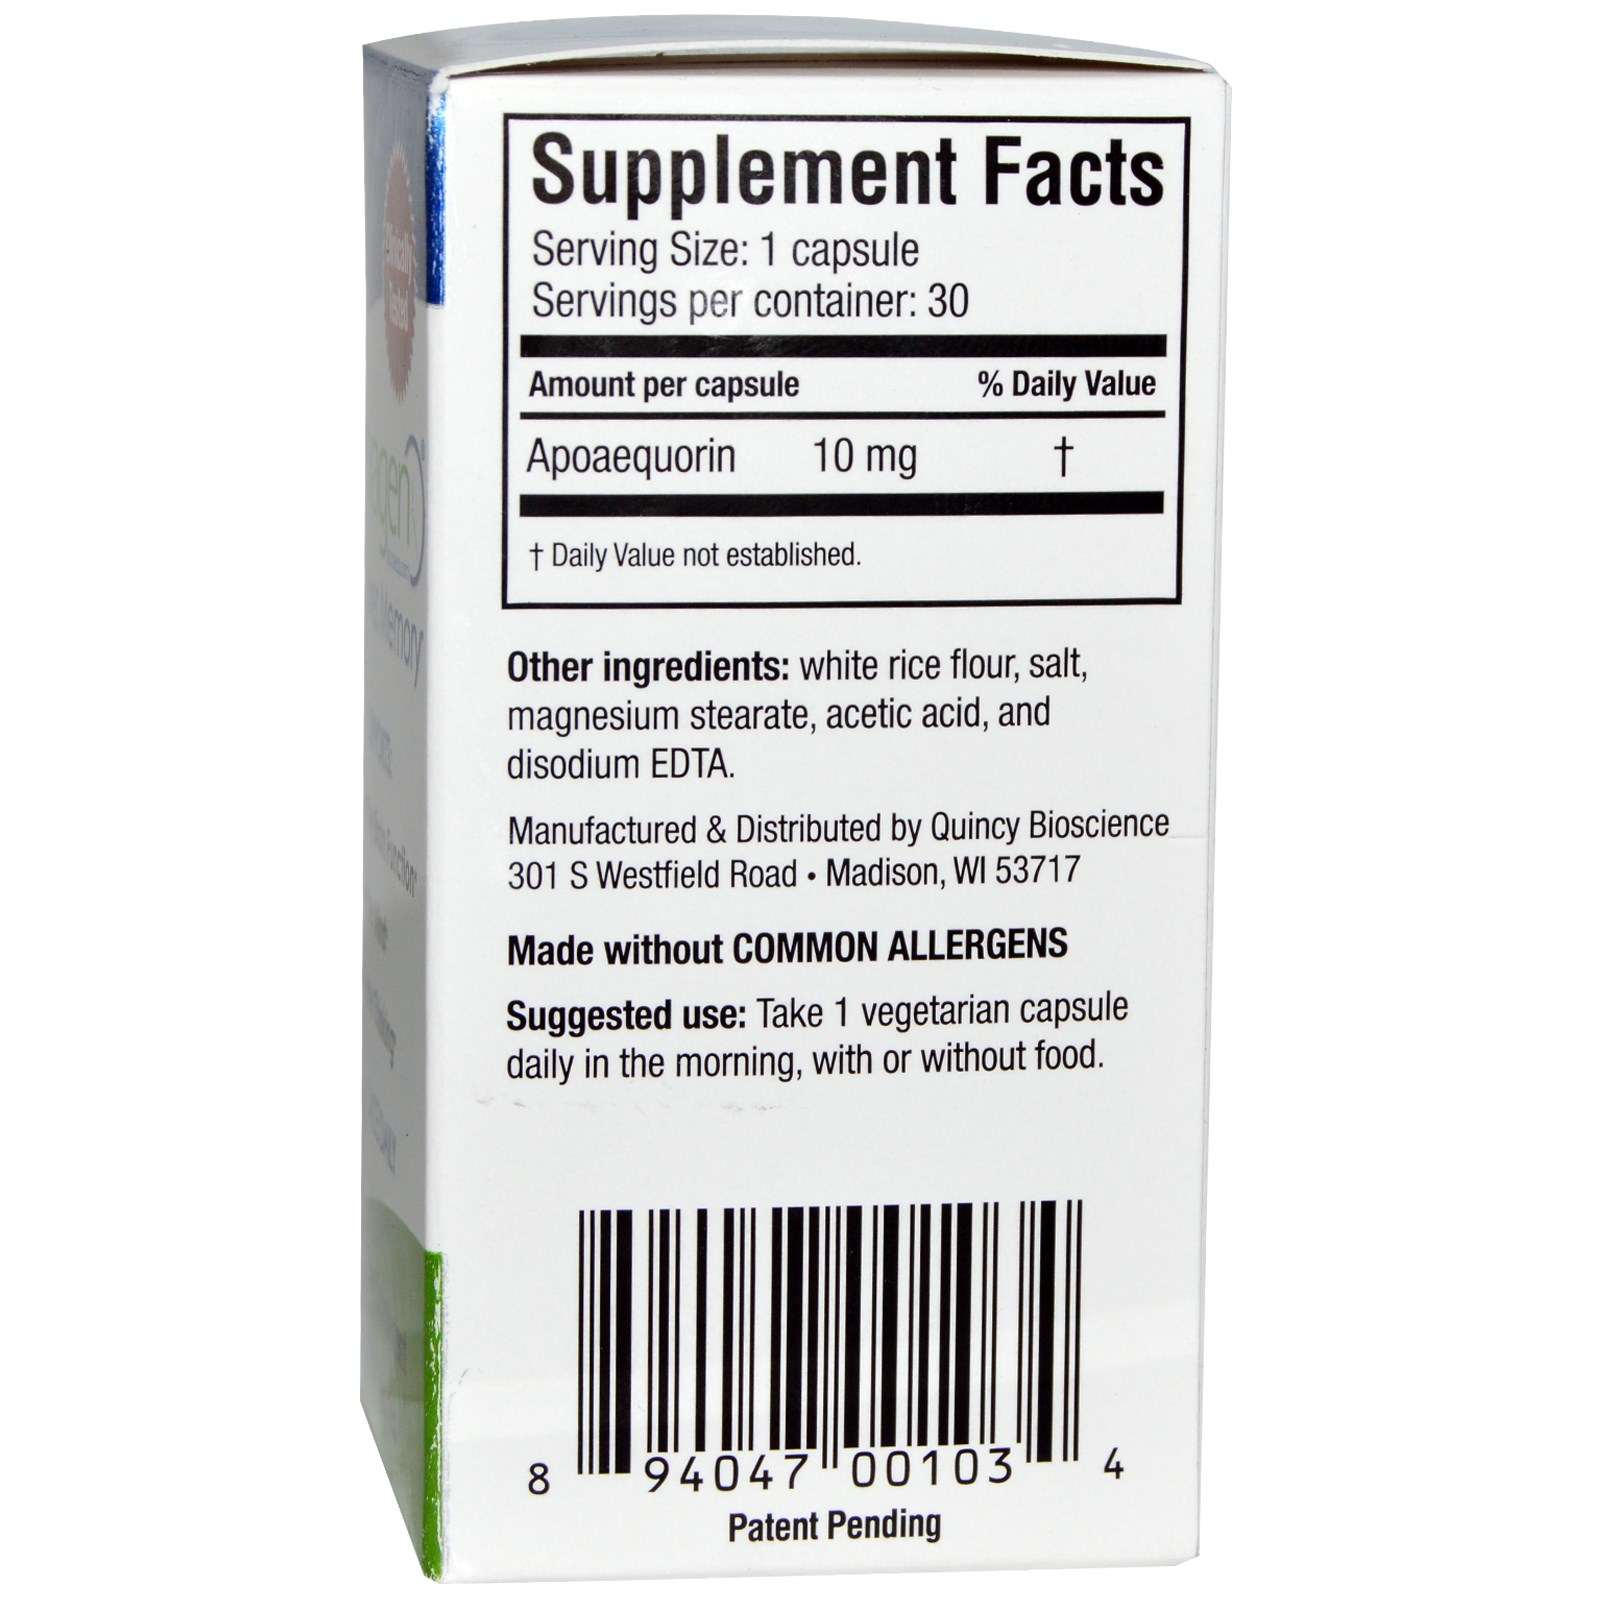 Supplement Facts
Serving Size: 1 capsule
Servings per container: 30
Amount per capsule % Daily Value
Apoaequorin 10 mg †
† Daily Value not established.
Other ingredients: white rice flour, salt,
magnesium stearate, acetic acid, and
disodium EDTA.
Manufactured & Distributed by Quincy Bioscience
301 S Westfield Road • Madison, WI 53717
Made without COMMON ALLERGENS
Suggested use: Take 1 vegetarian capsule
daily in the morning, with or without food.
8 94047 00103 4
Patent Pending
Tested
Memory